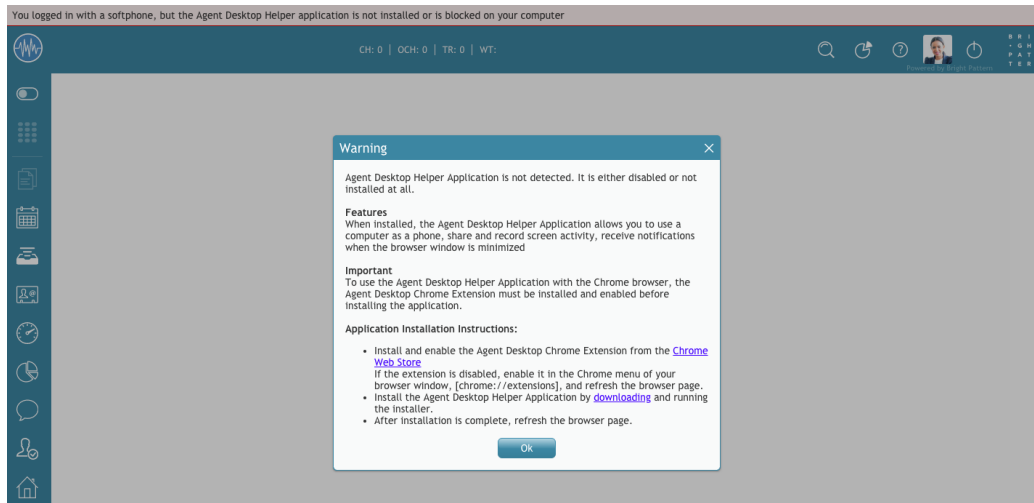 You logged in with a softphone, but the Agent Desktop Helper application is not installed or is blocked on your computer
CH: 0 | OCH: 0 | TR: 0 | WT:
Powered by Bright Pattern
B R I
- G H
P A T
T E R
Warning
Agent Desktop Helper Application is not detected. It is either disabled or not
installed at all.
Features
When installed, the Agent Desktop Helper Application allows you to use a
computer as a phone, share and record screen activity, receive notifications
when the browser window is minimized
Important
To use the Agent Desktop Helper Application with the Chrome browser, the
Agent Desktop Chrome Extension must be installed and enabled before
installing the application.
Application Installation Instructions:
• Install and enable the Agent Desktop Chrome Extension from the Chrome
Web Store
If the extension is disabled, enable it in the Chrome menu of your
browser window, [chrome://extensions], and refresh the browser page.
• Install the Agent Desktop Helper Application by downloading and running
the installer.
• After installation is complete, refresh the browser page.
Ok